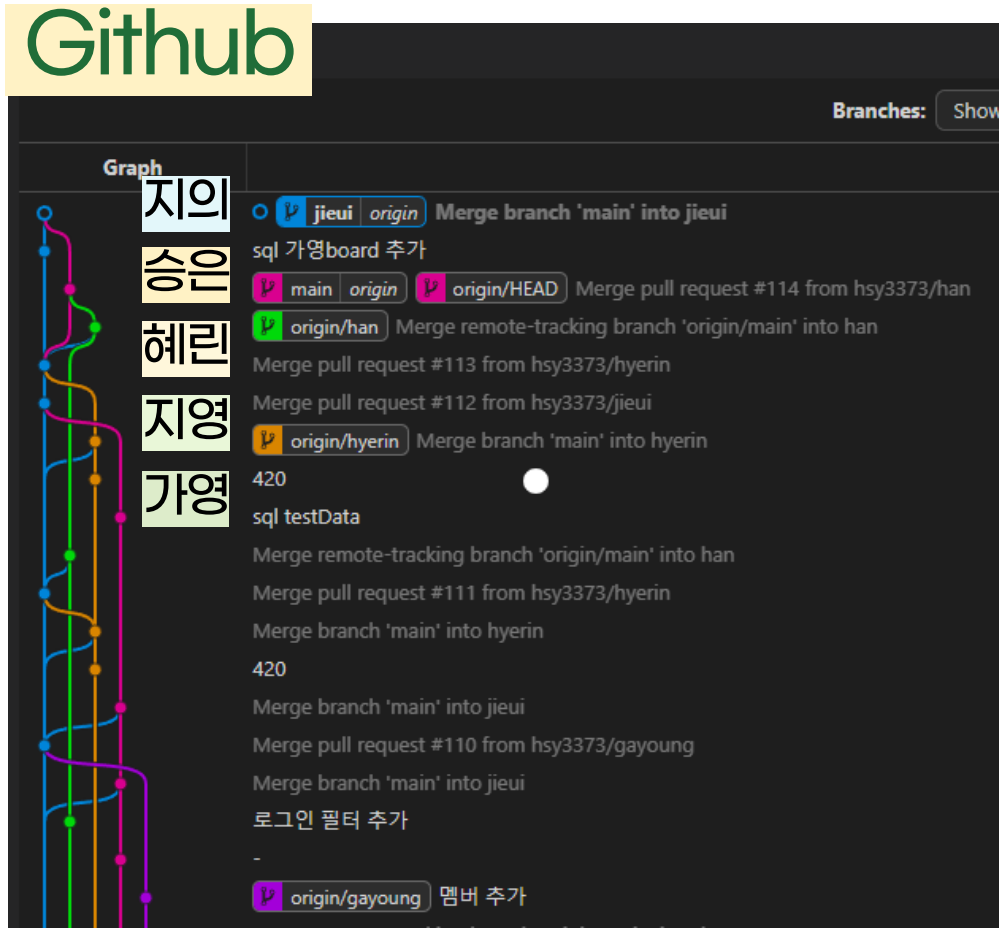 Github
Branches: Show
Graph
지의
jieui origin Merge branch 'main' into jieui
sql 가영board 추가
승은
main origin origin/HEAD Merge pull request #114 from hsy3373/han
origin/han Merge remote-tracking branch 'origin/main' into han
혜린
Merge pull request #113 from hsy3373/hyerin
Merge pull request #112 from hsy3373/jieui
지영
origin/hyerin Merge branch 'main' into hyerin
420
가영
sql testData
Merge remote-tracking branch 'origin/main' into han
Merge pull request #111 from hsy3373/hyerin
Merge branch 'main' into hyerin
420
Merge branch 'main' into jieui
Merge pull request #110 from hsy3373/gayoung
Merge branch 'main' into jieui
로그인 필터 추가
-
origin/gayoung 멤버 추가